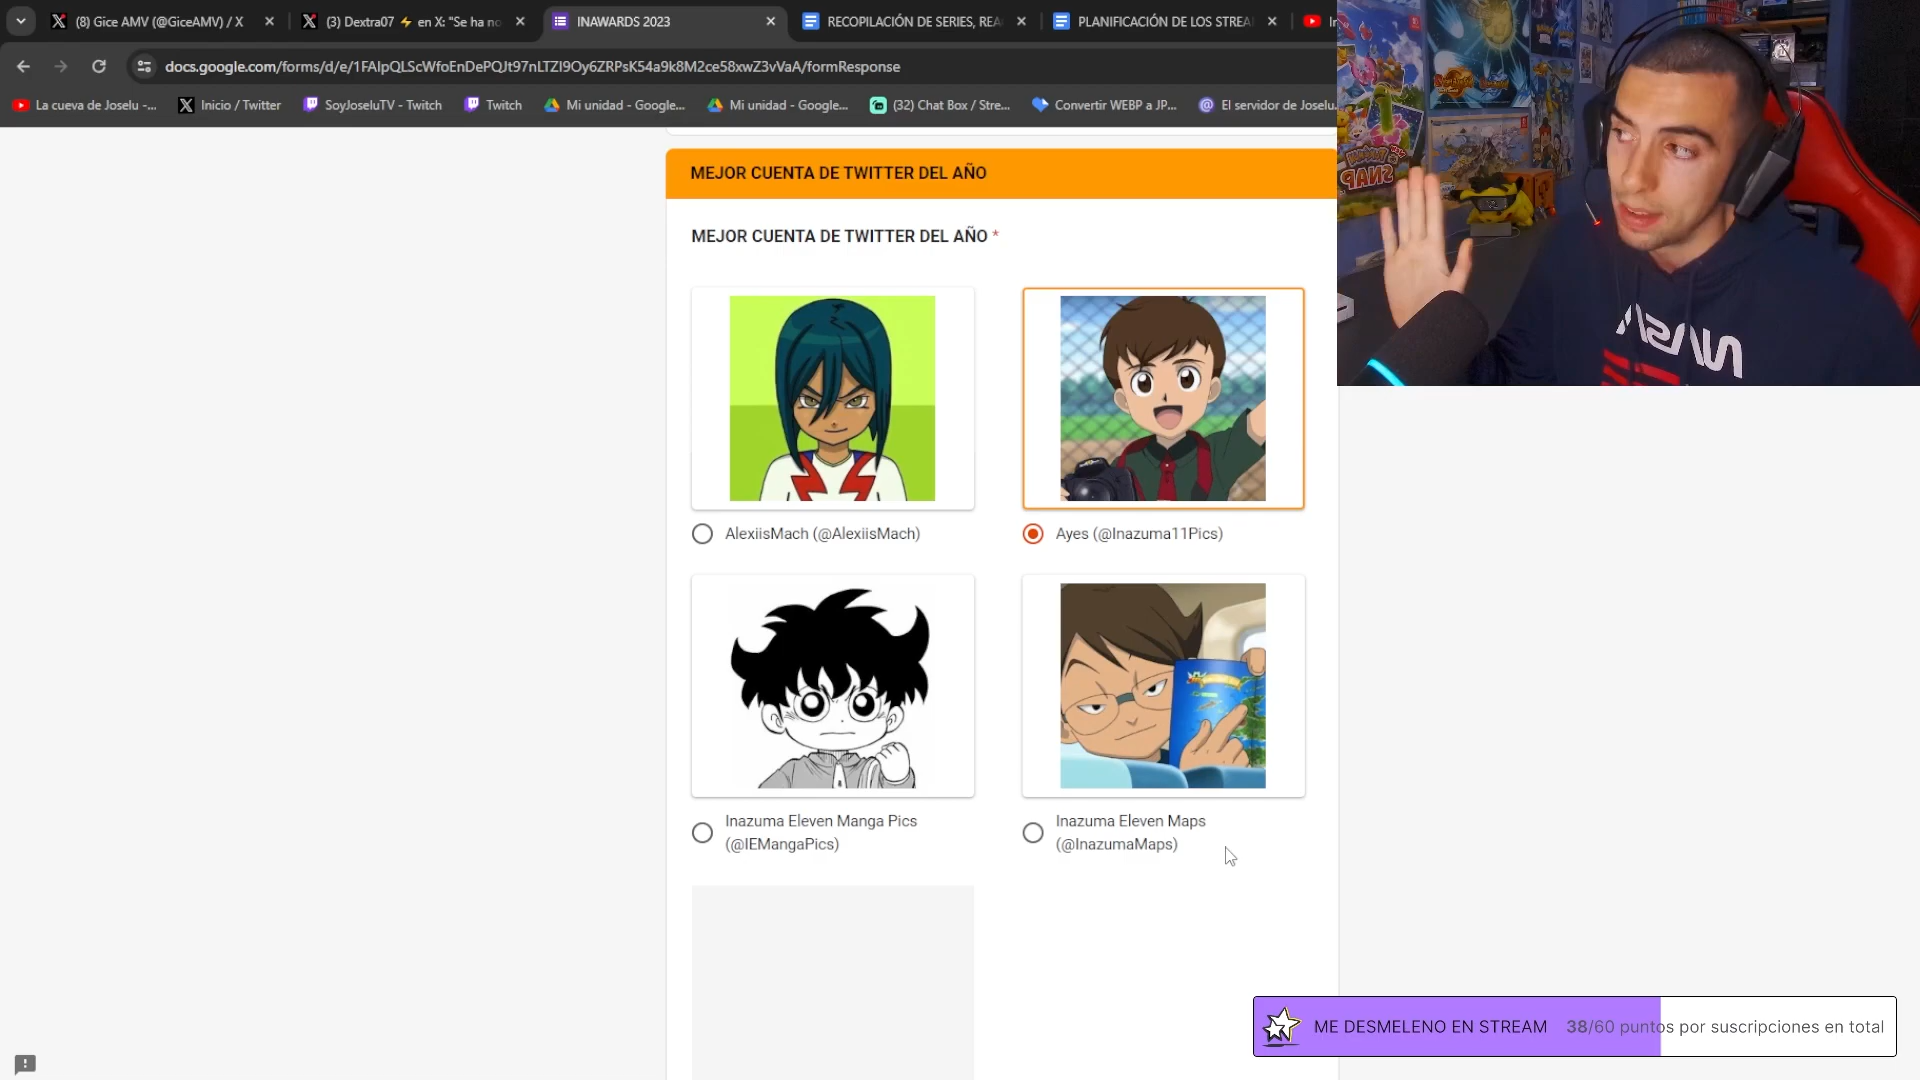 (8) Gice AMV (@GiceAMV) / X
(3) Dextra07 ⚡ en X: "Se ha no
INAWARDS 2023
RECOPILACIÓN DE SERIES, REA
PLANIFICACIÓN DE LOS STREA
docs.google.com/forms/d/e/1FAIpQLScWfoEnDePQJt97nLTZI9Oy6ZRPsK54a9k8M2ce58xwZ3vVaA/formResponse
La cueva de Joselu -...
Inicio / Twitter
SoyJoseluTV - Twitch
Twitch
Mi unidad - Google...
Mi unidad - Google...
(32) Chat Box / Stre...
Convertir WEBP a JP...
El servidor de Joselu
MEJOR CUENTA DE TWITTER DEL AÑO
MEJOR CUENTA DE TWITTER DEL AÑO *
AlexiisMach (@AlexiisMach)
Ayes (@Inazuma11Pics)
Inazuma Eleven Manga Pics
(@IEMangaPics)
Inazuma Eleven Maps
(@InazumaMaps)
SNAP
NASA
ME DESMELENO EN STREAM 38/60 puntos por suscripciones en total